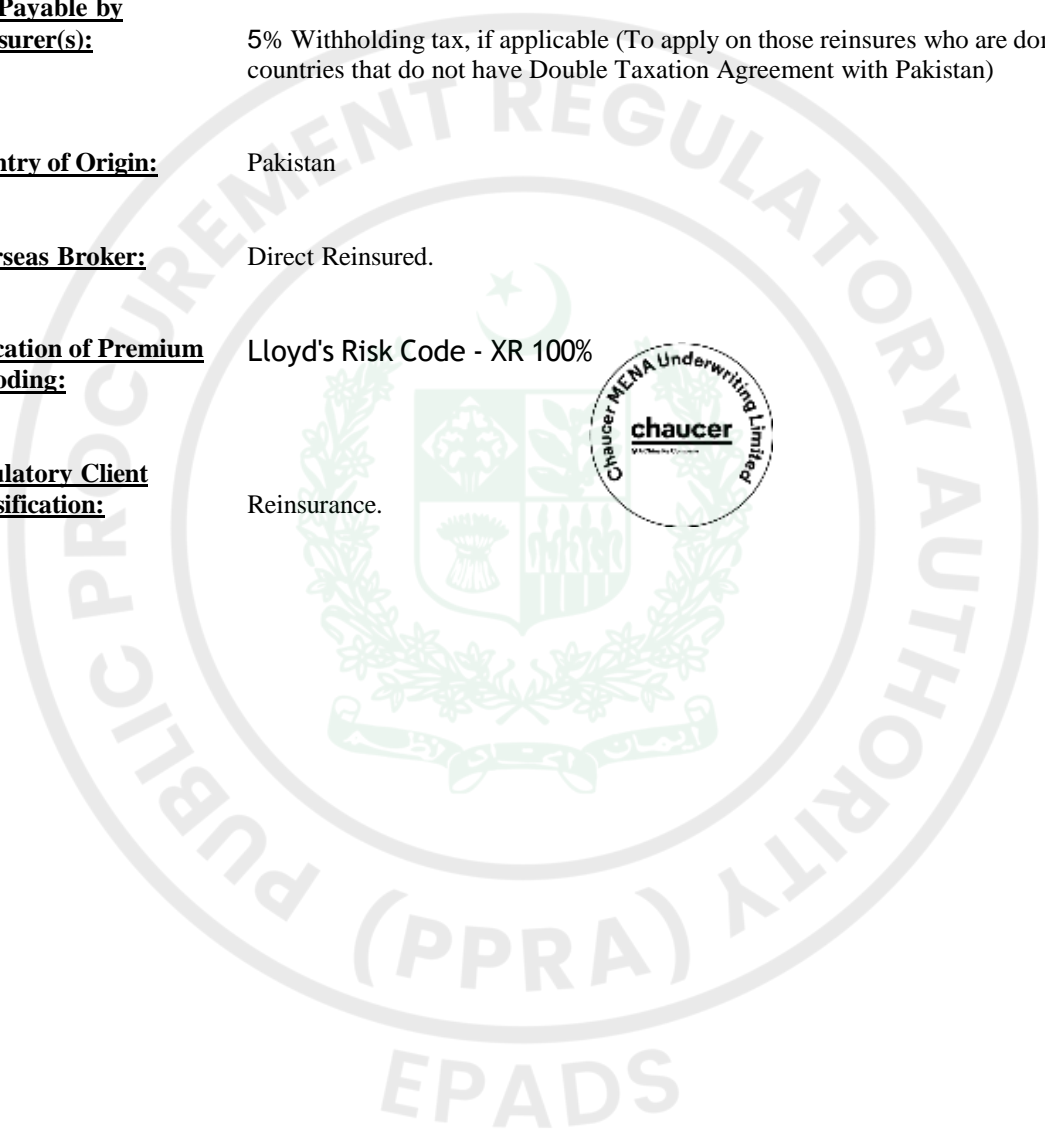 Payable by
surer(s):
5% Withholding tax, if applicable (To apply on those reinsures who are dor
countries that do not have Double Taxation Agreement with Pakistan)
ntry of Origin:
Pakistan
rseas Broker:
Direct Reinsured.
cation of Premium
oding:
Lloyd's Risk Code - XR 100%
Chaucer MENA Underwriting Limited
chaucer
ulatory Client
sification:
Reinsurance.
PUBLIC PROCUREMENT REGULATORY AUTHORITY
(PPRA)
EPADS